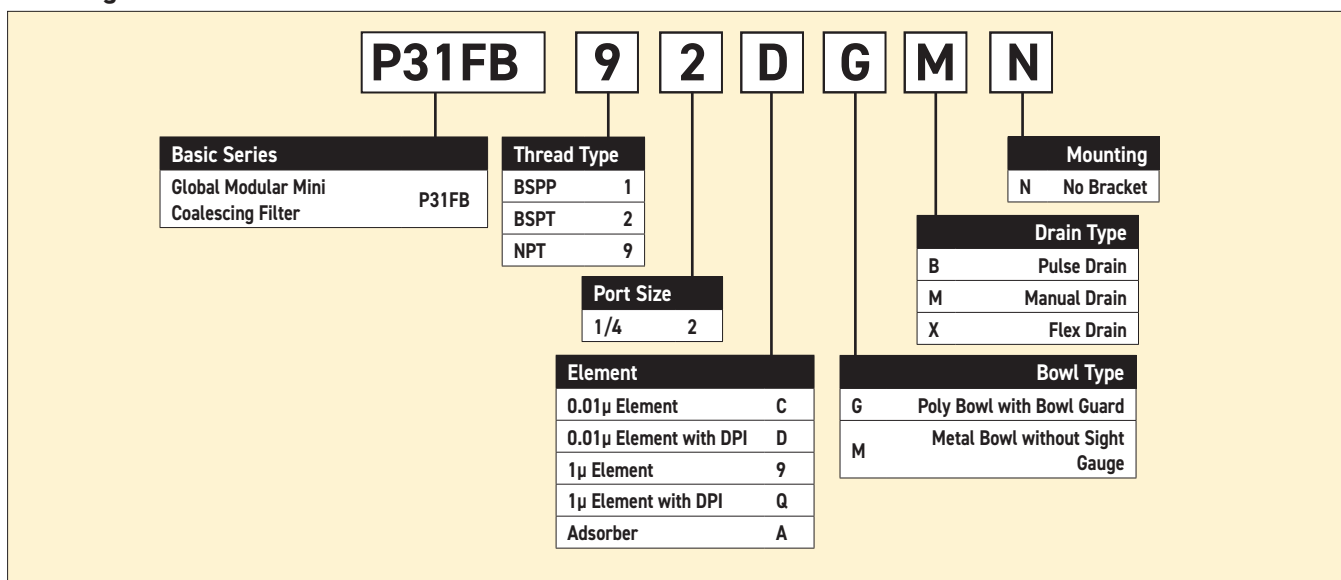 P31FB 9 2 D G M N
Basic Series
Global Modular Mini
Coalescing Filter P31FB
Thread Type
BSPP 1
BSPT 2
NPT 9
Mounting
N No Bracket
Drain Type
B Pulse Drain
M Manual Drain
X Flex Drain
Port Size
1/4 2
Element
0.01µ Element C
0.01µ Element with DPI D
1µ Element 9
1µ Element with DPI Q
Adsorber A
Bowl Type
G Poly Bowl with Bowl Guard
M Metal Bowl without Sight
Gauge